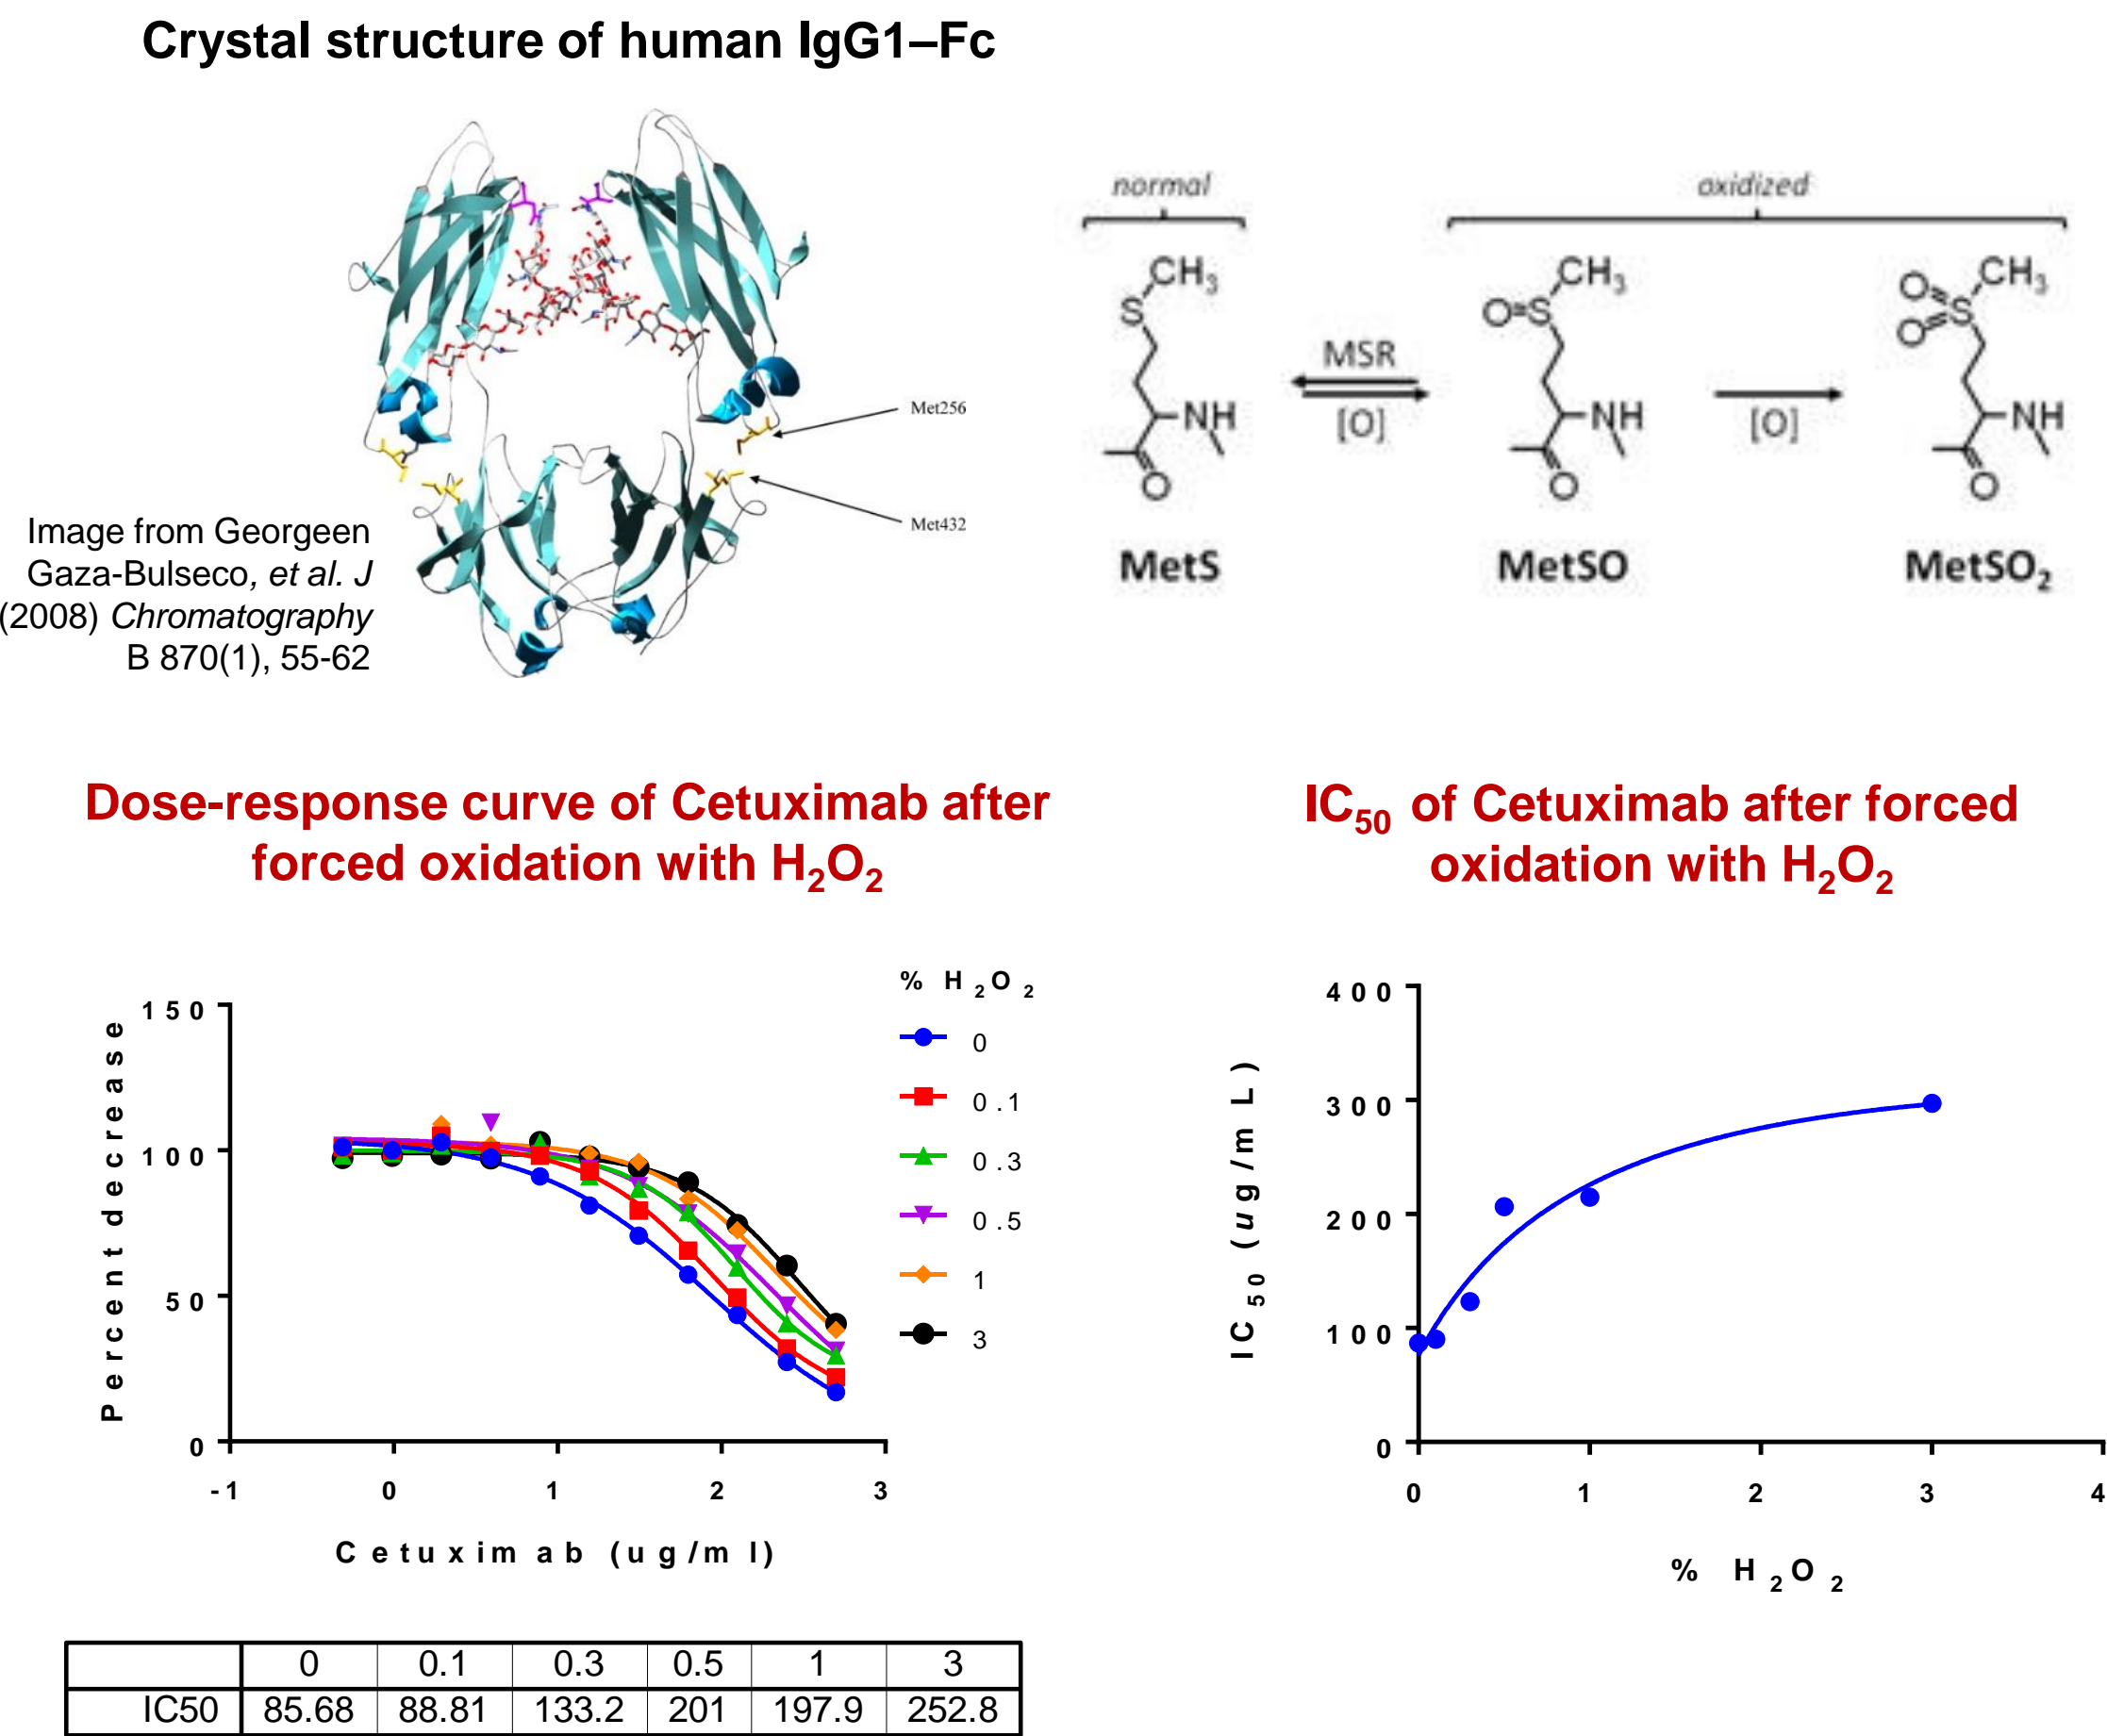 Crystal structure of human IgG1–Fc
Met256
Met432
Image from Georgeen
Gaza-Bulseco, et al. J
(2008) Chromatography
B 870(1), 55-62
normal
oxidized
CH3
S
NH
O
MetS
MSR
[O]
CH3
O=S
NH
O
MetSO
[O]
CH3
O
O
S
NH
O
MetSO2
Dose-response curve of Cetuximab after
forced oxidation with H2O2
Percent decrease
150
100
50
0
-1 0 1 2 3
Cetuximab (ug/ml)
% H2O2
0
0.1
0.3
0.5
1
3
0 0.1 0.3 0.5 1 3
IC50 85.68 88.81 133.2 201 197.9 252.8
IC50 of Cetuximab after forced
oxidation with H2O2
IC50 (ug/mL)
400
300
200
100
0
0 1 2 3 4
% H2O2